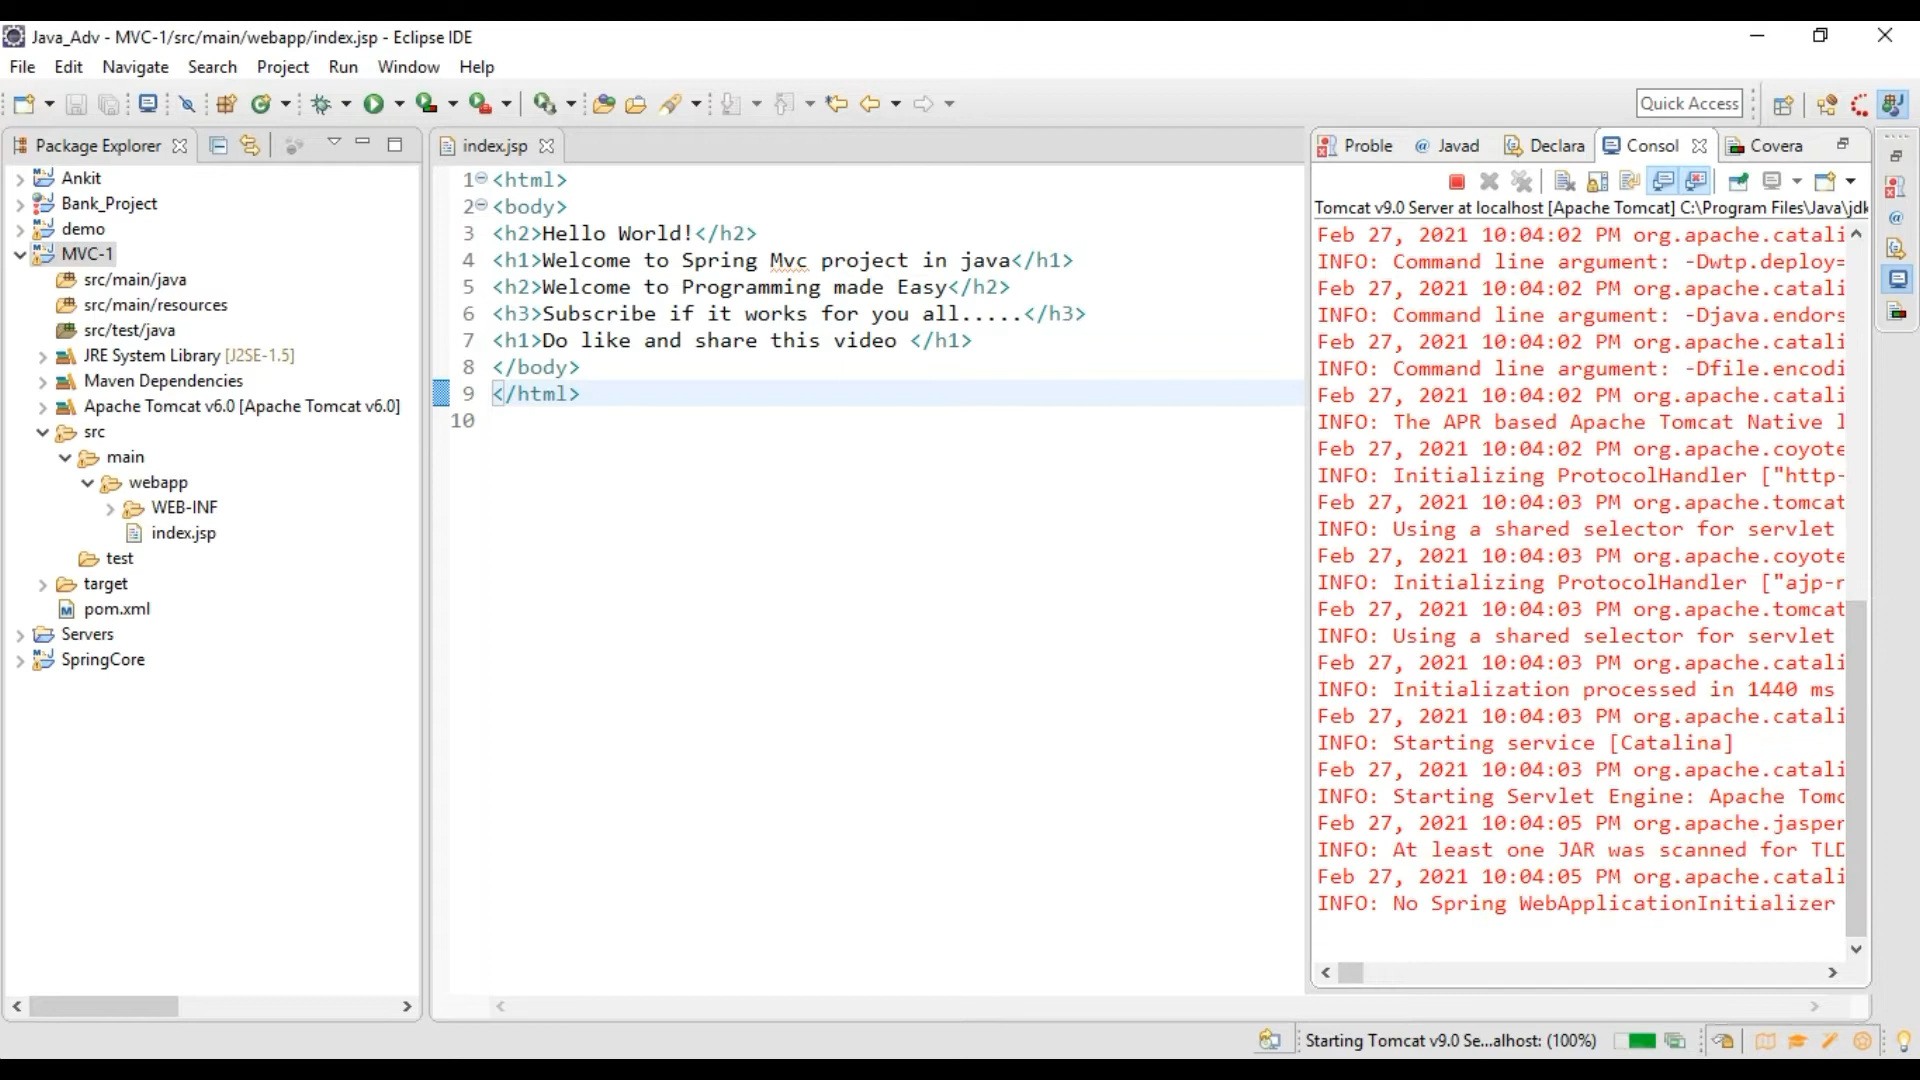 Java_Adv - MVC-1/src/main/webapp/index.jsp - Eclipse IDE
File Edit Navigate Search Project Run Window Help
Quick Access
Package Explorer
Ankit
Bank_Project
demo
MVC-1
src/main/java
src/main/resources
src/test/java
JRE System Library [J2SE-1.5]
Maven Dependencies
Apache Tomcat v6.0 [Apache Tomcat v6.0]
src
main
webapp
WEB-INF
index.jsp
test
target
pom.xml
Servers
SpringCore
index.jsp
1 <html>
2 <body>
3 <h2>Hello World!</h2>
4 <h1>Welcome to Spring Mvc project in java</h1>
5 <h2>Welcome to Programming made Easy</h2>
6 <h3>Subscribe if it works for you all.....</h3>
7 <h1>Do like and share this video </h1>
8 </body>
9 </html>
10
Proble @ Javad Declara Consol Covera
Tomcat v9.0 Server at localhost [Apache Tomcat] C:\Program Files\Java\jdk
Feb 27, 2021 10:04:02 PM org.apache.catali
INFO: Command line argument: -Dwtp.deploy=
Feb 27, 2021 10:04:02 PM org.apache.catali
INFO: Command line argument: -Djava.endors
Feb 27, 2021 10:04:02 PM org.apache.catali
INFO: Command line argument: -Dfile.encodi
Feb 27, 2021 10:04:02 PM org.apache.catali
INFO: The APR based Apache Tomcat Native l
Feb 27, 2021 10:04:02 PM org.apache.coyote
INFO: Initializing ProtocolHandler ["http-
Feb 27, 2021 10:04:03 PM org.apache.tomcat
INFO: Using a shared selector for servlet
Feb 27, 2021 10:04:03 PM org.apache.coyote
INFO: Initializing ProtocolHandler ["ajp-n
Feb 27, 2021 10:04:03 PM org.apache.tomcat
INFO: Using a shared selector for servlet
Feb 27, 2021 10:04:03 PM org.apache.catali
INFO: Initialization processed in 1440 ms
Feb 27, 2021 10:04:03 PM org.apache.catali
INFO: Starting service [Catalina]
Feb 27, 2021 10:04:03 PM org.apache.catali
INFO: Starting Servlet Engine: Apache Tomc
Feb 27, 2021 10:04:05 PM org.apache.jasper
INFO: At least one JAR was scanned for TLD
Feb 27, 2021 10:04:05 PM org.apache.catali
INFO: No Spring WebApplicationInitializer
Starting Tomcat v9.0 Se...alhost: (100%)